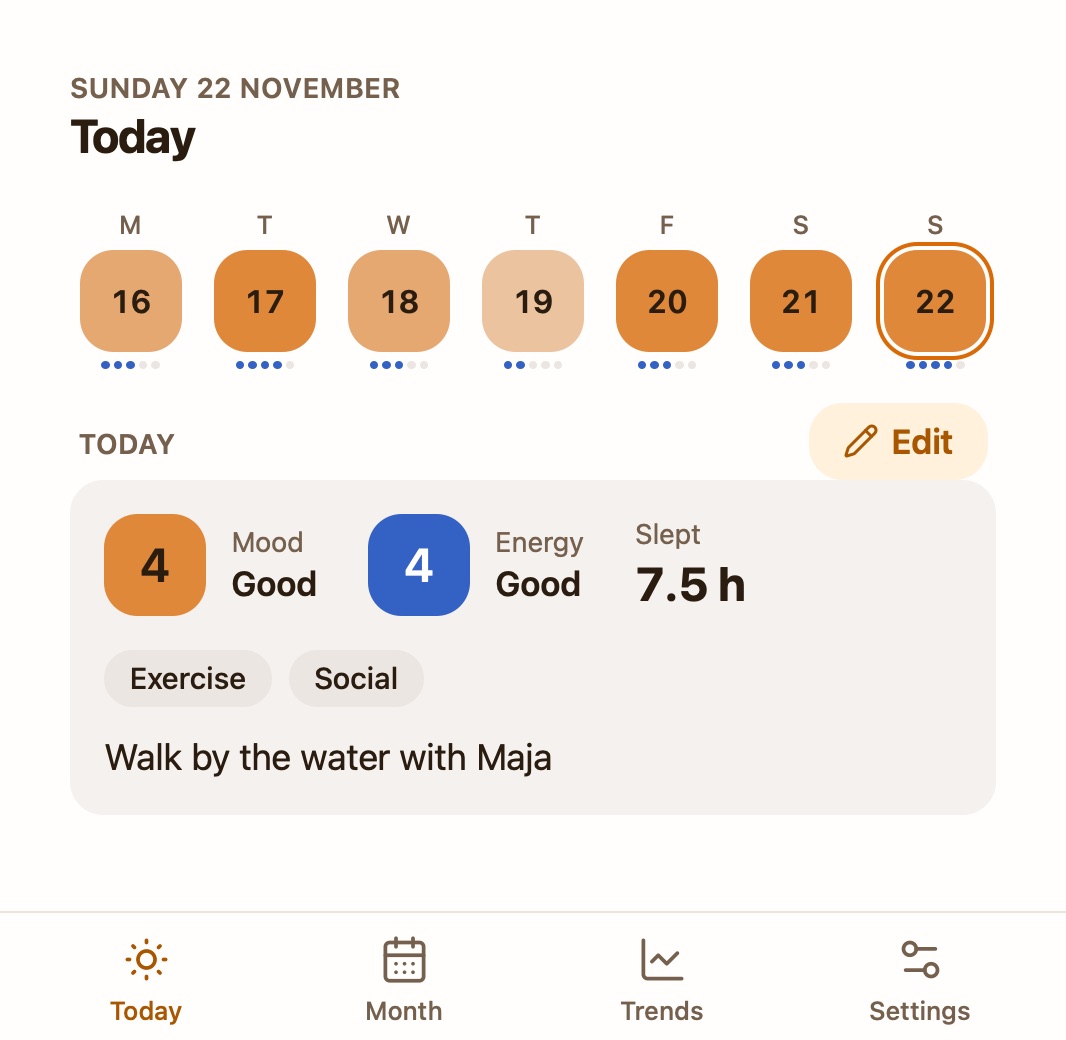 SUNDAY 22 NOVEMBER
Today
M T W T F S S
16 17 18 19 20 21 22
TODAY Edit
4 Mood Good 4 Energy Good Slept 7.5 h
Exercise Social
Walk by the water with Maja
Today Month Trends Settings